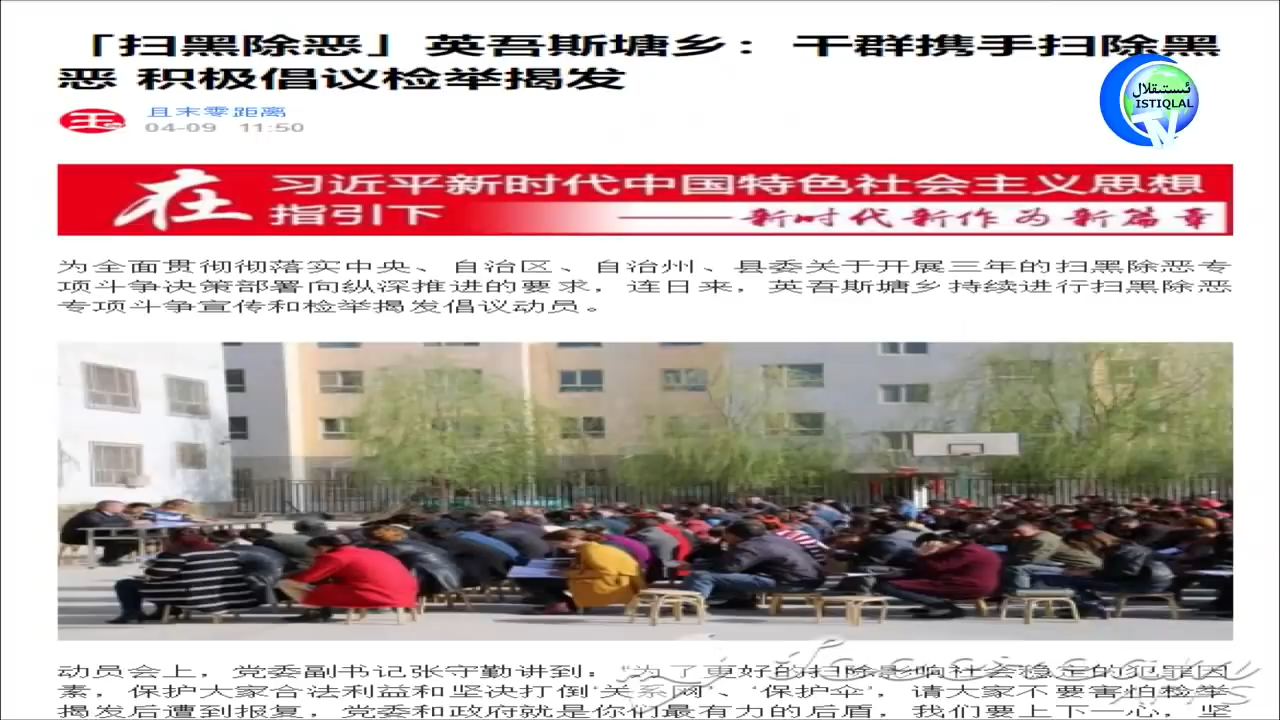 「扫黑除恶」英吾斯塘乡： 干群携手扫除黑
恶 积极倡议检举揭发
且末零距离
04-09 11:50
ئىستىقلال
ISTIQLAL
TV
在 习近平新时代中国特色社会主义思想
指引下
——新时代新作为新篇章
为全面贯彻彻落实中央、自治区、自治州、县委关于开展三年的扫黑除恶专
项斗争决策部署向纵深推进的要求，连日来，英吾斯塘乡持续进行扫黑除恶
专项斗争宣传和检举揭发倡议动员。
动员会上，党委副书记张守勤讲到：“为了更好的扫除影响社会稳定的犯罪因
素，保护大家合法利益和坚决打倒‘关系网’、‘保护伞’，请大家不要害怕检举
揭发后遭到报复，党委和政府就是你们最有力的后盾，我们要上下一心，坚